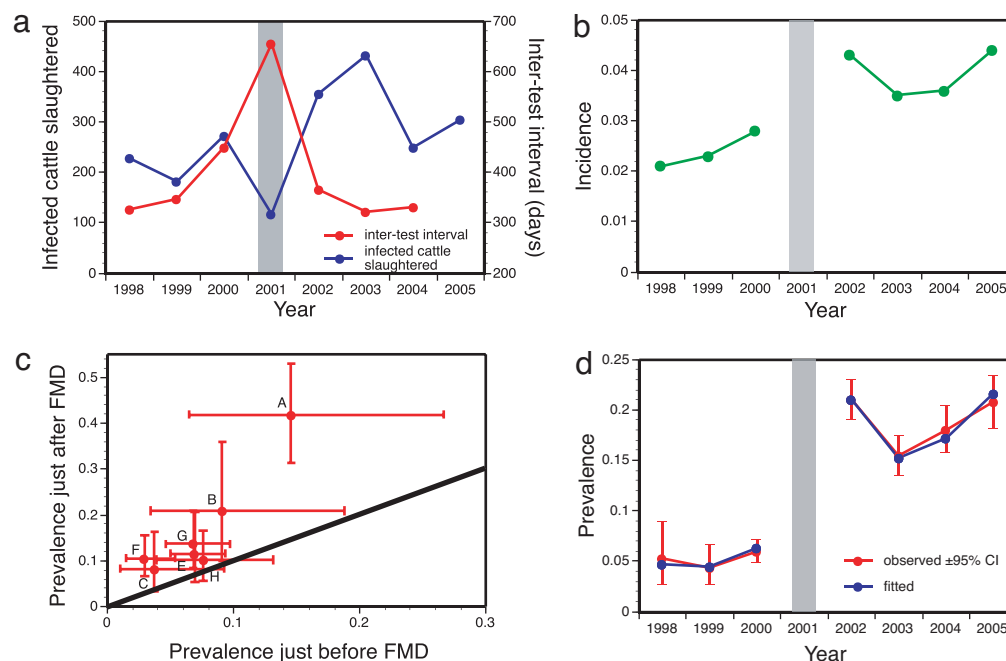 a
Infected cattle slaughtered
500
400
300
200
100
0
700
600
500
400
300
200
Inter-test interval (days)
inter-test interval
infected cattle
slaughtered
1998 1999 2000 2001 2002 2003 2004 2005
Year
b
Incidence
0.05
0.04
0.03
0.02
0.01
0
1998 1999 2000 2001 2002 2003 2004 2005
Year
c
Prevalence just after FMD
0.5
0.4
0.3
0.2
0.1
0
A
B
G
F
E
C
H
0 0.1 0.2 0.3
Prevalence just before FMD
d
Prevalence
0.25
0.2
0.15
0.1
0.05
0
observed ±95% CI
fitted
1998 1999 2000 2001 2002 2003 2004 2005
Year